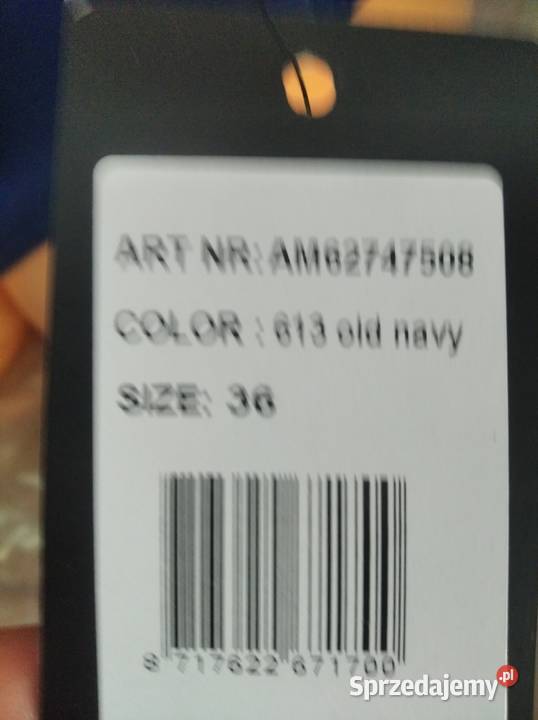 ART NR: AM62747508
COLOR : 613 old navy
SIZE: 36
8 717622 671700
Sprzedajemy.pl